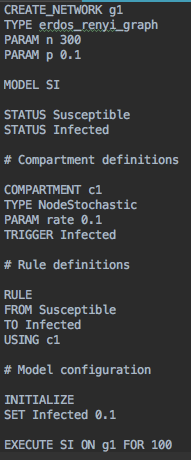 CREATE_NETWORK g1
TYPE erdos_renyi_graph
PARAM n 300
PARAM p 0.1
MODEL SI
STATUS Susceptible
STATUS Infected
# Compartment definitions
COMPARTMENT c1
TYPE NodeStochastic
PARAM rate 0.1
TRIGGER Infected
# Rule definitions
RULE
FROM Susceptible
TO Infected
USING c1
# Model configuration
INITIALIZE
SET Infected 0.1
EXECUTE SI ON g1 FOR 100